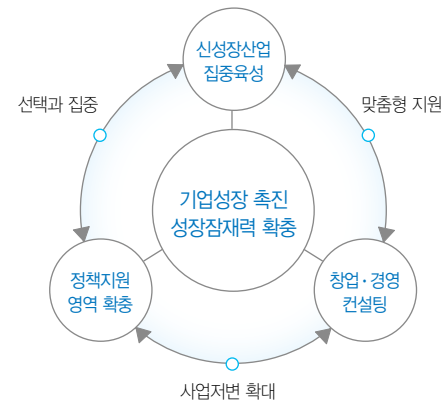 신성장산업
집중육성
선택과 집중
맞춤형 지원
기업성장 촉진
성장잠재력 확충
정책지원
영역 확충
창업·경영
컨설팅
사업저변 확대